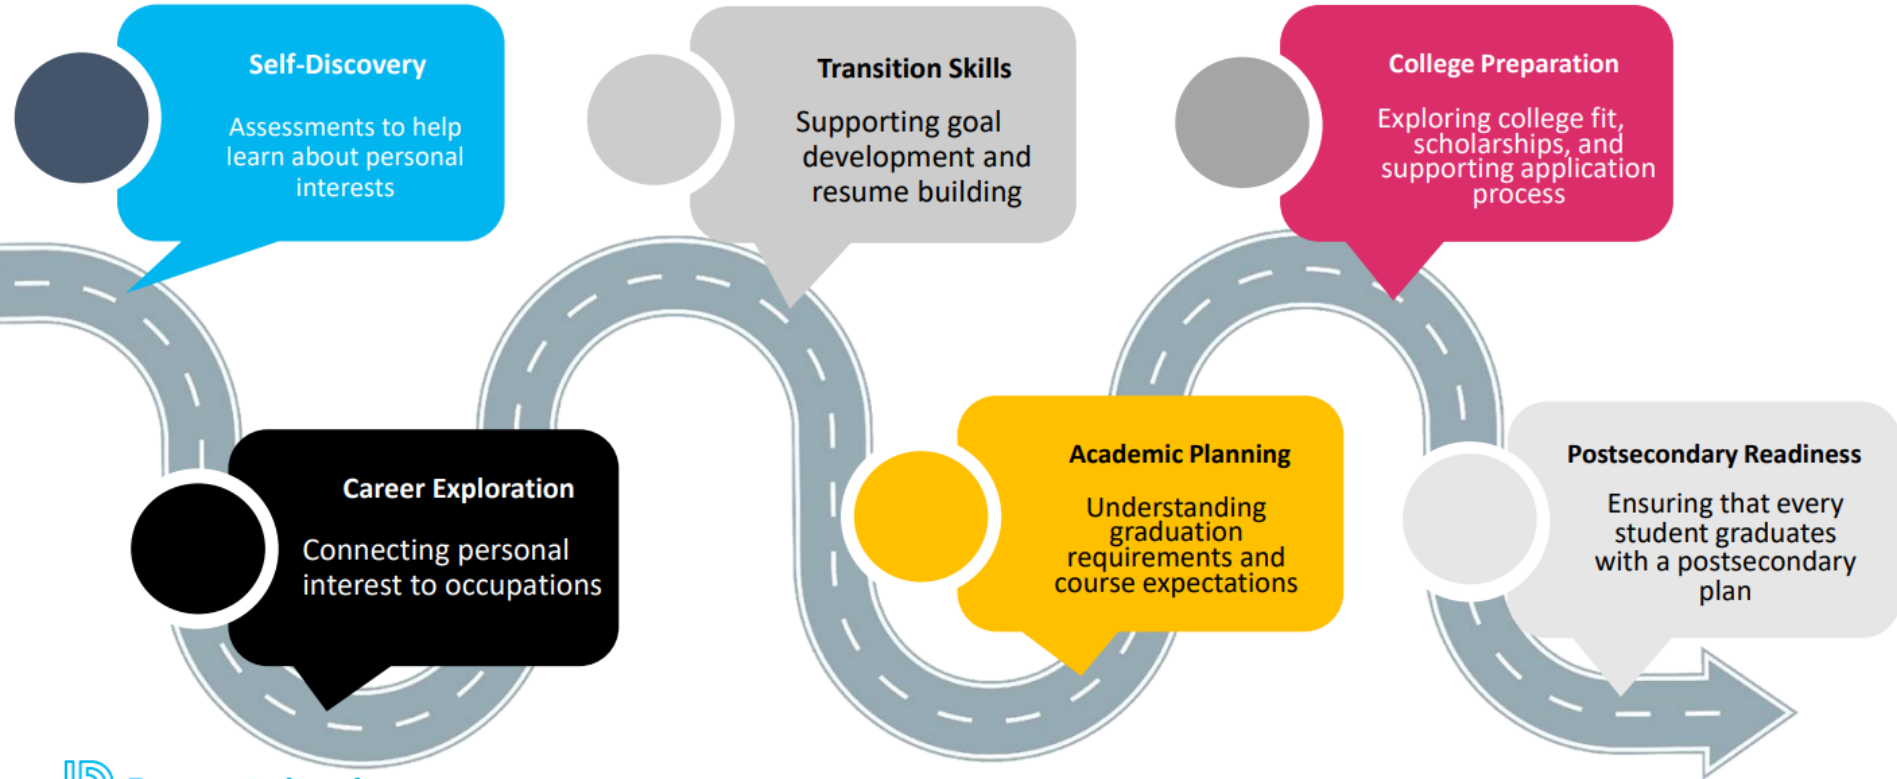 Self-Discovery
Assessments to help
learn about personal
interests
Career Exploration
Connecting personal
interest to occupations
Transition Skills
Supporting goal
development and
resume building
Academic Planning
Understanding
graduation
requirements and
course expectations
College Preparation
Exploring college fit,
scholarships, and
supporting application
process
Postsecondary Readiness
Ensuring that every
student graduates
with a postsecondary
plan